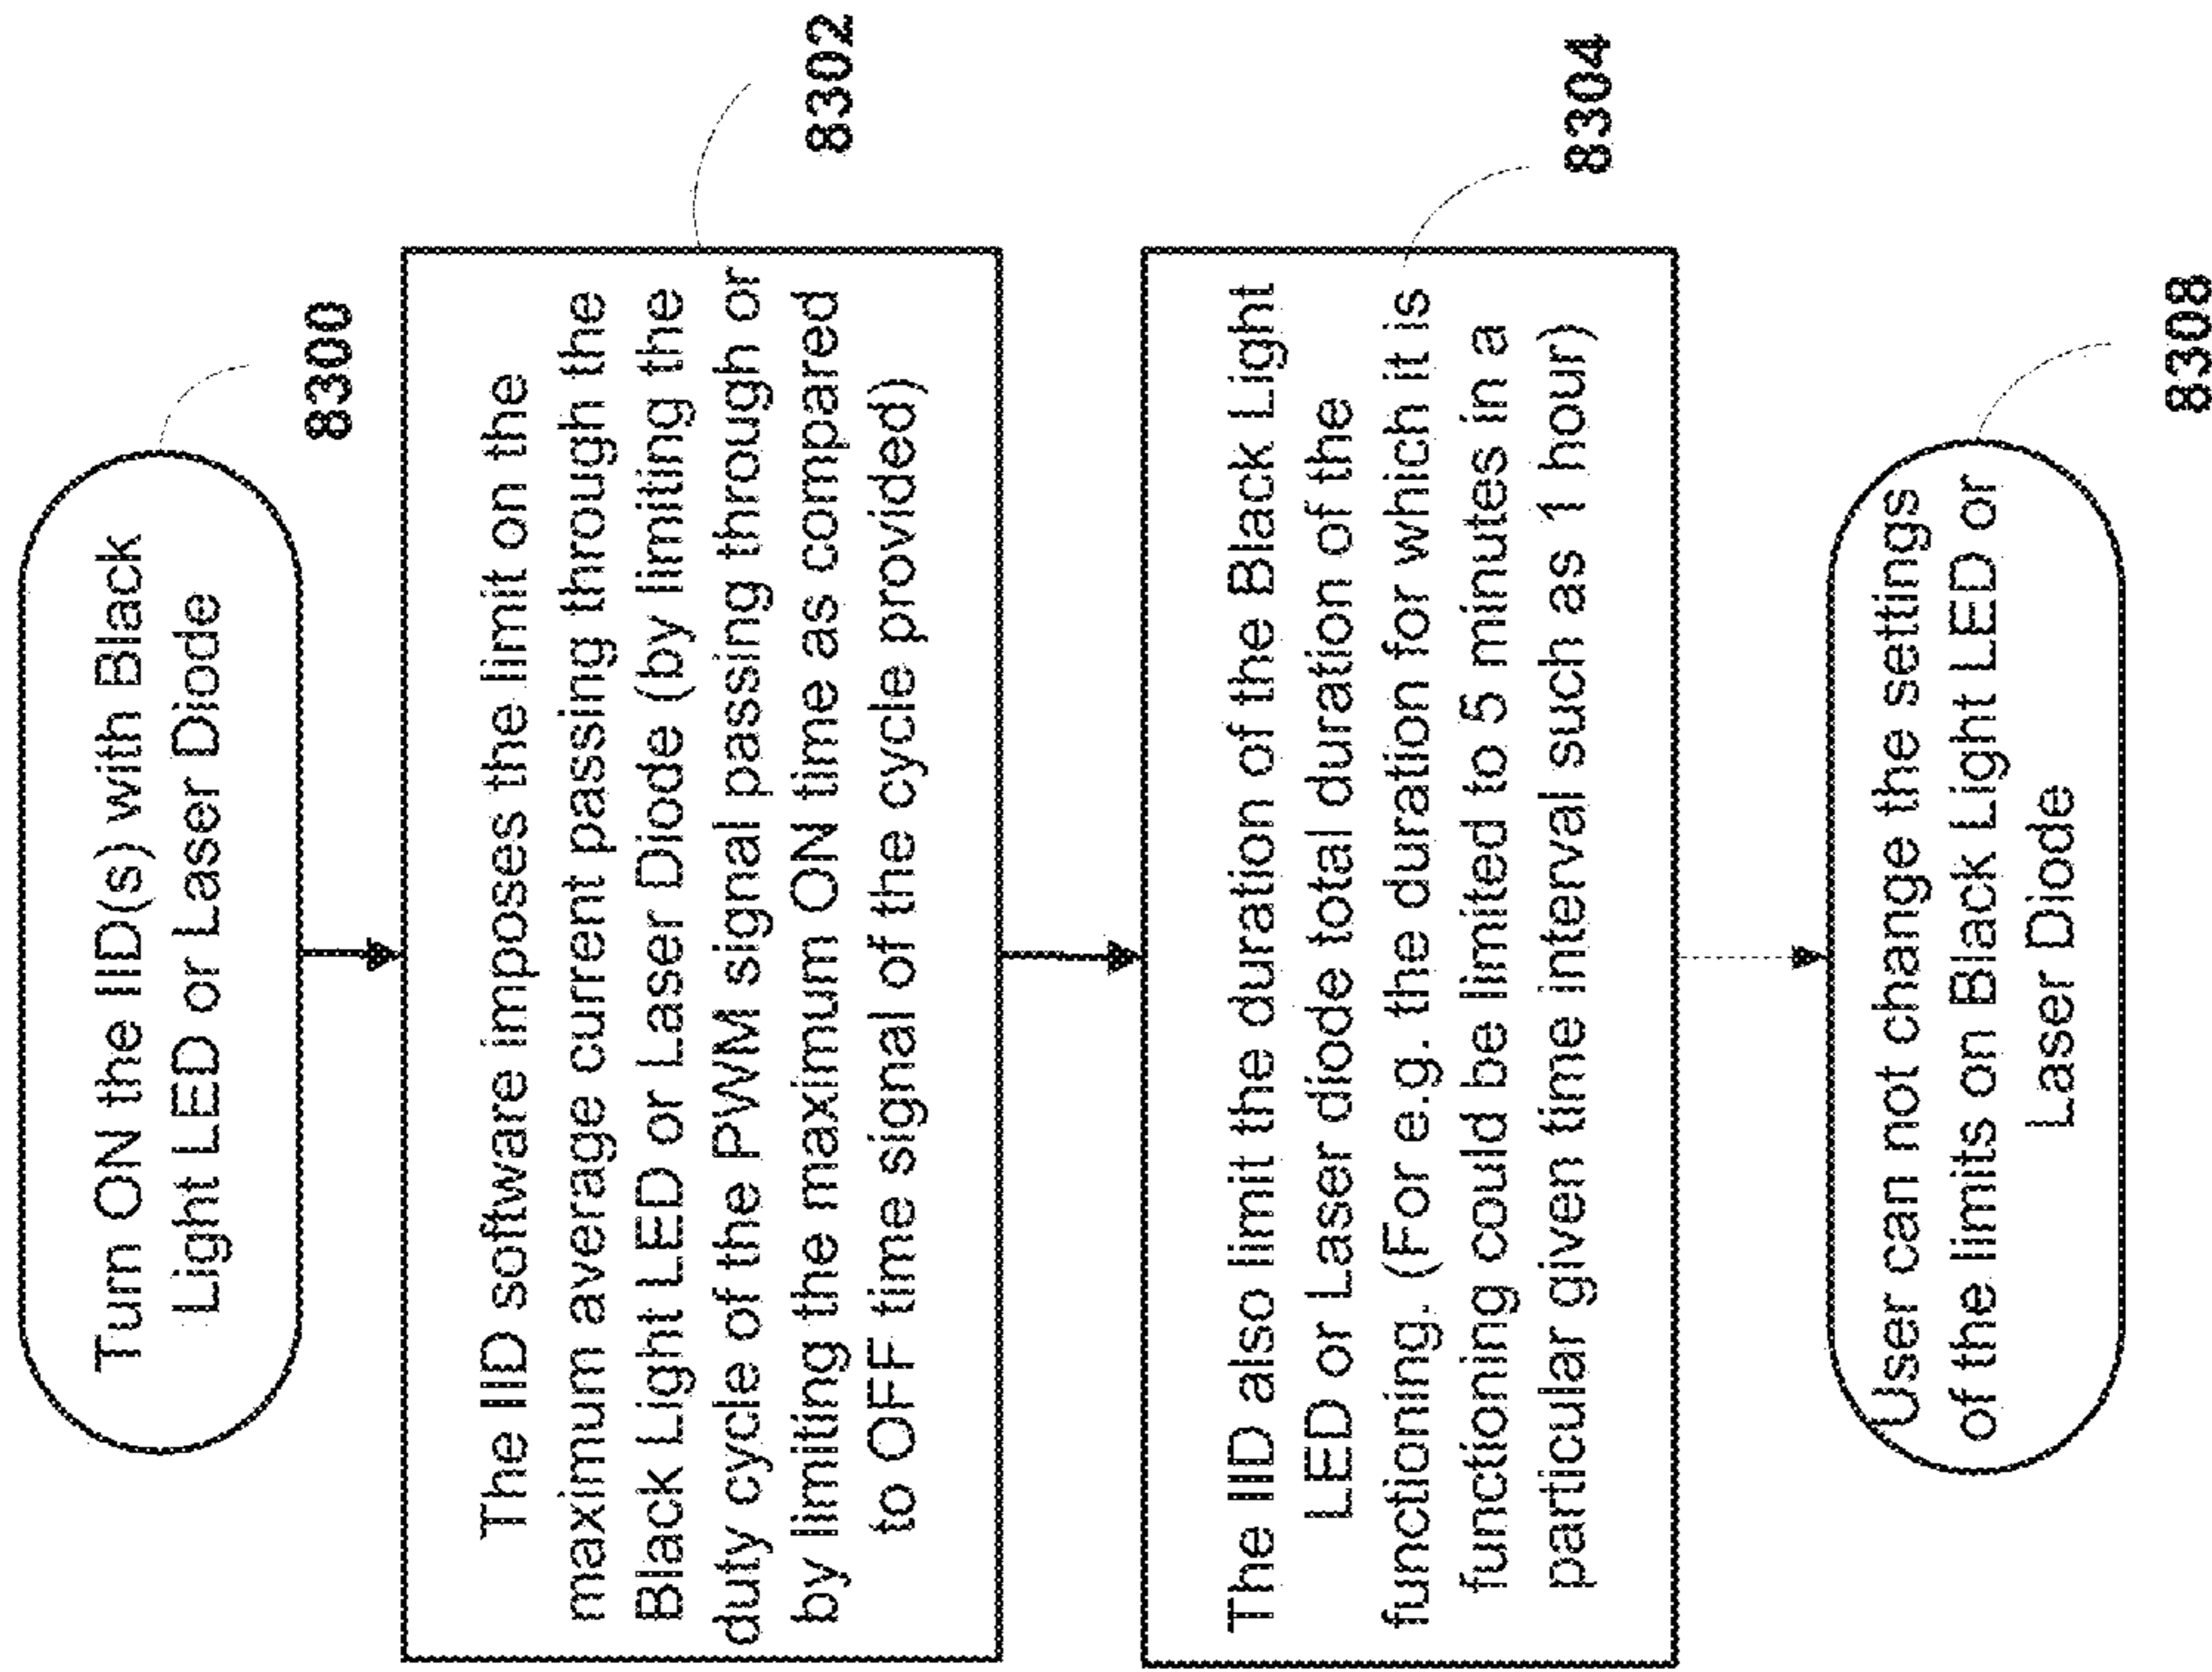 Turn ON the IID(s) with Black
Light LED or Laser Diode
8300
The IID software imposes the limit on the
maximum average current passing through the
Black Light LED or Laser Diode (by limiting the
duty cycle of the PWM signal passing through or
by limiting the maximum ON time as compared
to OFF time signal of the cycle provided)
8302
The IID also limit the duration of the Black Light
LED or Laser diode total duration of the
functioning. (For e.g. the duration for which it is
functioning could be limited to 5 minutes in a
particular given time interval such as 1 hour)
8304
User can not change the settings
of the limits on Black Light LED or
Laser Diode
8308